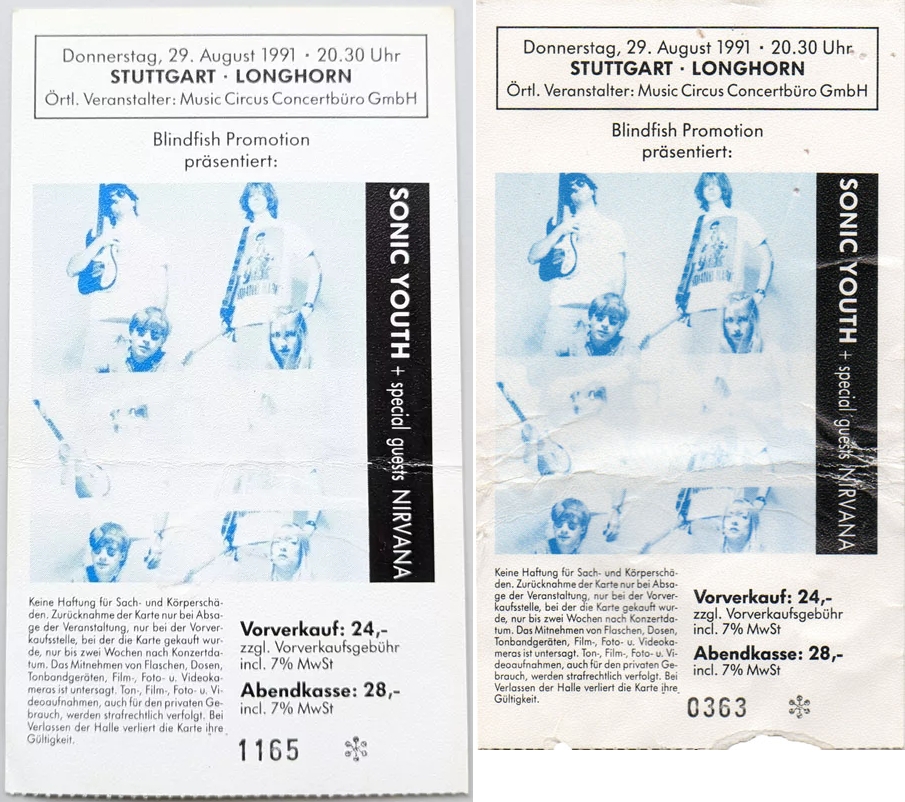 Donnerstag, 29. August 1991 · 20.30 Uhr
STUTTGART · LONGHORN
Örtl. Veranstalter: Music Circus Concertbüro GmbH
Blindfish Promotion
präsentiert:
SONIC YOUTH + special guests NIRVANA
Keine Haftung für Sach- und Körperschä-
den. Zurücknahme der Karte nur bei Absa-
ge der Veranstaltung, nur bei der Vorver-
kaufsstelle, bei der die Karte gekauft wur-
de, nur bis zwei Wochen nach Konzertda-
tum. Das Mitnehmen von Flaschen, Dosen,
Tonbandgeräten, Film-, Foto- u. Videoka-
meras ist untersagt. Ton-, Film-, Foto- u. Vi-
deoaufnahmen, auch für den privaten Ge-
brauch, werden strafrechtlich verfolgt. Bei
Verlassen der Halle verliert die Karte ihre
Gültigkeit.
Vorverkauf: 24,-
zzgl. Vorverkaufsgebühr
incl. 7% MwSt
Abendkasse: 28,-
incl. 7% MwSt
1165
Donnerstag, 29. August 1991 · 20.30 Uhr
STUTTGART · LONGHORN
Örtl. Veranstalter: Music Circus Concertbüro GmbH
Blindfish Promotion
präsentiert:
SONIC YOUTH + special guests NIRVANA
Keine Haftung für Sach- und Körperschä-
den. Zurücknahme der Karte nur bei Absa-
ge der Veranstaltung, nur bei der Vorver-
kaufsstelle, bei der die Karte gekauft wur-
de, nur bis zwei Wochen nach Konzertda-
tum. Das Mitnehmen von Flaschen, Dosen,
Tonbandgeräten, Film-, Foto- u. Videoka-
meras ist untersagt. Ton-, Film-, Foto- u. Vi-
deoaufnahmen, auch für den privaten Ge-
brauch, werden strafrechtlich verfolgt. Bei
Verlassen der Halle verliert die Karte ihre
Gültigkeit.
Vorverkauf: 24,-
zzgl. Vorverkaufsgebühr
incl. 7% MwSt
Abendkasse: 28,-
incl. 7% MwSt
0363